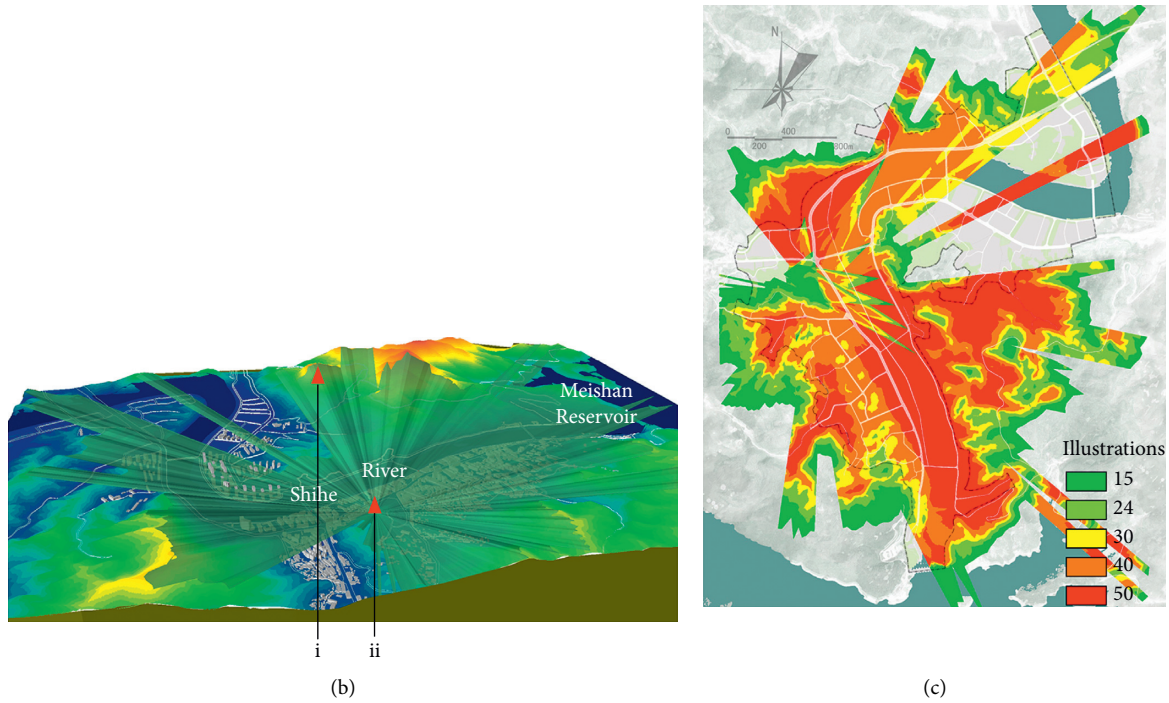 Meishan
Reservoir
River
Shihe
i
ii
(b)
N
0
400
200
800m
Illustrations
15
24
30
40
50
(c)